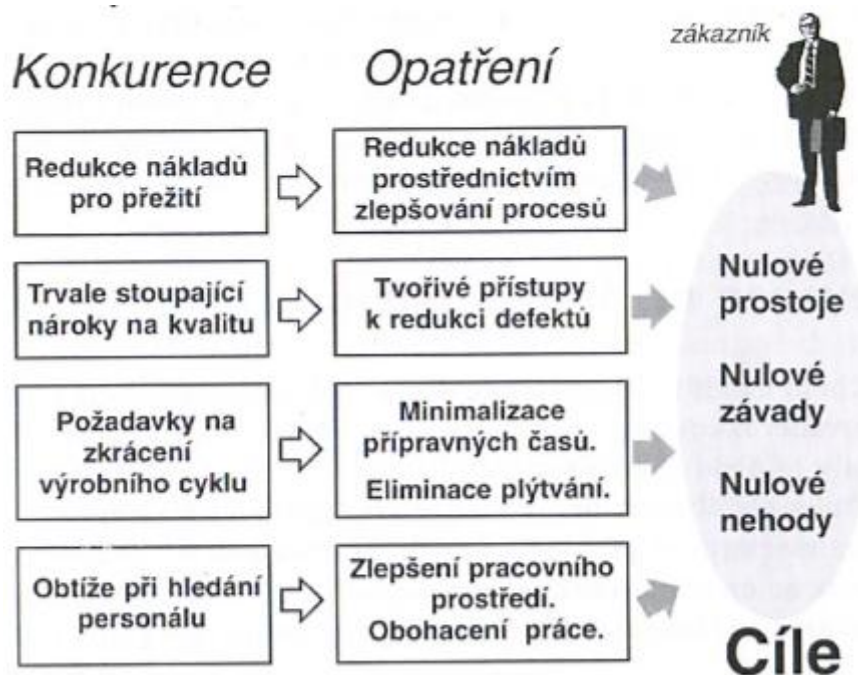 zákazník
Konkurence
Opatření
Redukce nákladů
pro přežití
Redukce nákladů
prostřednictvím
zlepšování procesů
Trvale stoupající
nároky na kvalitu
Tvořivé přístupy
k redukci defektů
Požadavky na
zkrácení
výrobního cyklu
Minimalizace
přípravných časů.
Eliminace plýtvání.
Obtíže při hledání
personálu
Zlepšení pracovního
prostředí.
Obohacení práce.
Nulové
prostoje
Nulové
závady
Nulové
nehody
Cíle